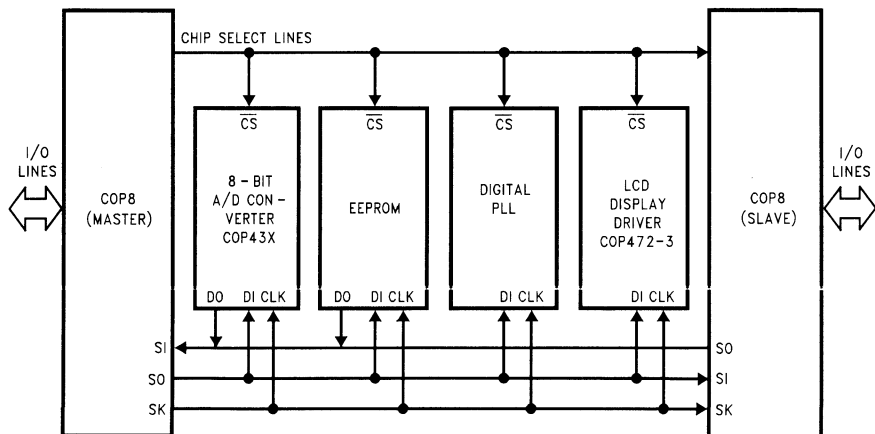 CHIP SELECT LINES
CS
CS
CS
CS
I/O
LINES
COP8
(MASTER)
8-BIT
A/D CON-
VERTER
COP43X
EEPROM
DIGITAL
PLL
LCD
DISPLAY
DRIVER
COP472-3
COP8
(SLAVE)
I/O
LINES
DO DI CLK
DO DI CLK
DI CLK
DI CLK
SI
SO
SO
SI
SK
SK